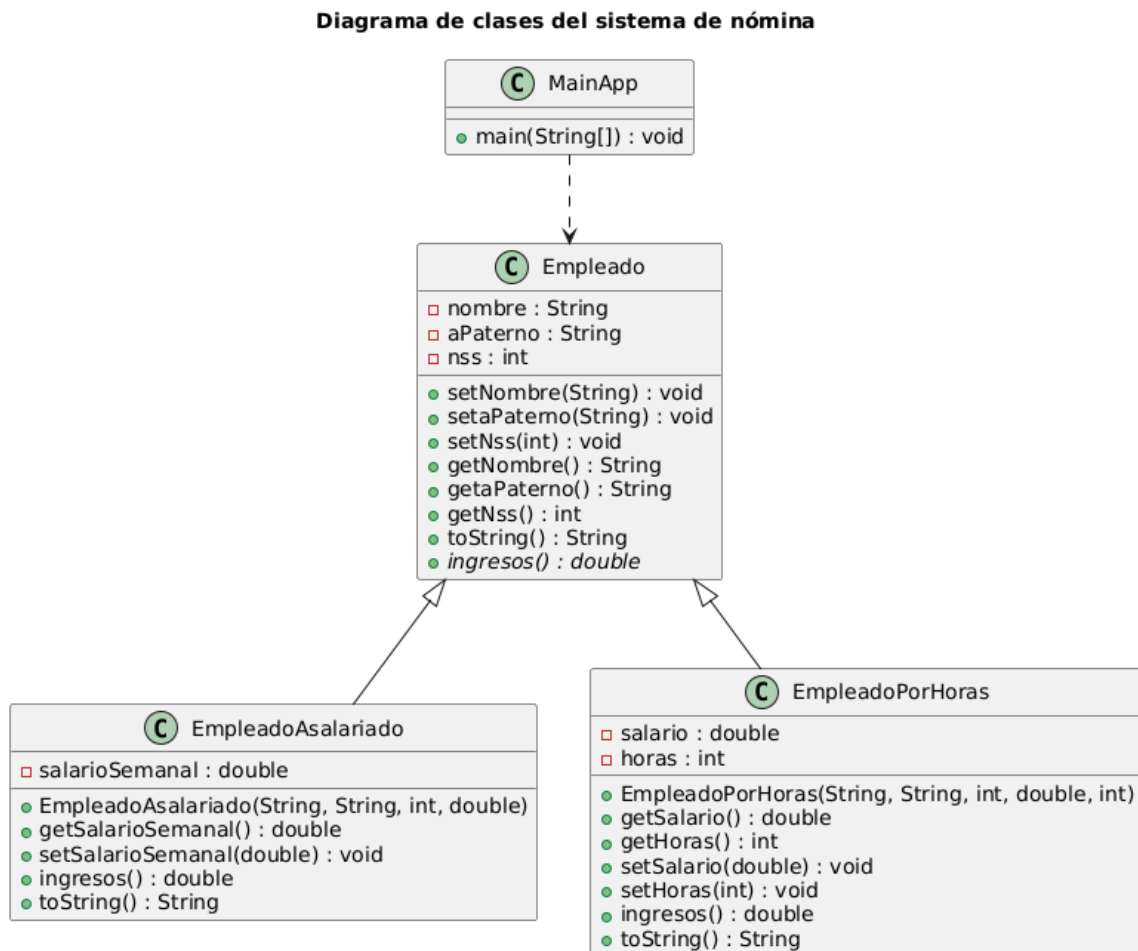 Diagrama de clases del sistema de nómina
C MainApp
main(String[]) : void
C Empleado
nombre : String
aPaterno : String
nss : int
setNombre(String) : void
setaPaterno(String) : void
setNss(int) : void
getNombre() : String
getaPaterno() : String
getNss() : int
toString() : String
ingresos() : double
C EmpleadoAsalariado
salarioSemanal : double
EmpleadoAsalariado(String, String, int, double)
getSalarioSemanal() : double
setSalarioSemanal(double) : void
ingresos() : double
toString() : String
C EmpleadoPorHoras
salario : double
horas : int
EmpleadoPorHoras(String, String, int, double, int)
getSalario() : double
getHoras() : int
setSalario(double) : void
setHoras(int) : void
ingresos() : double
toString() : String